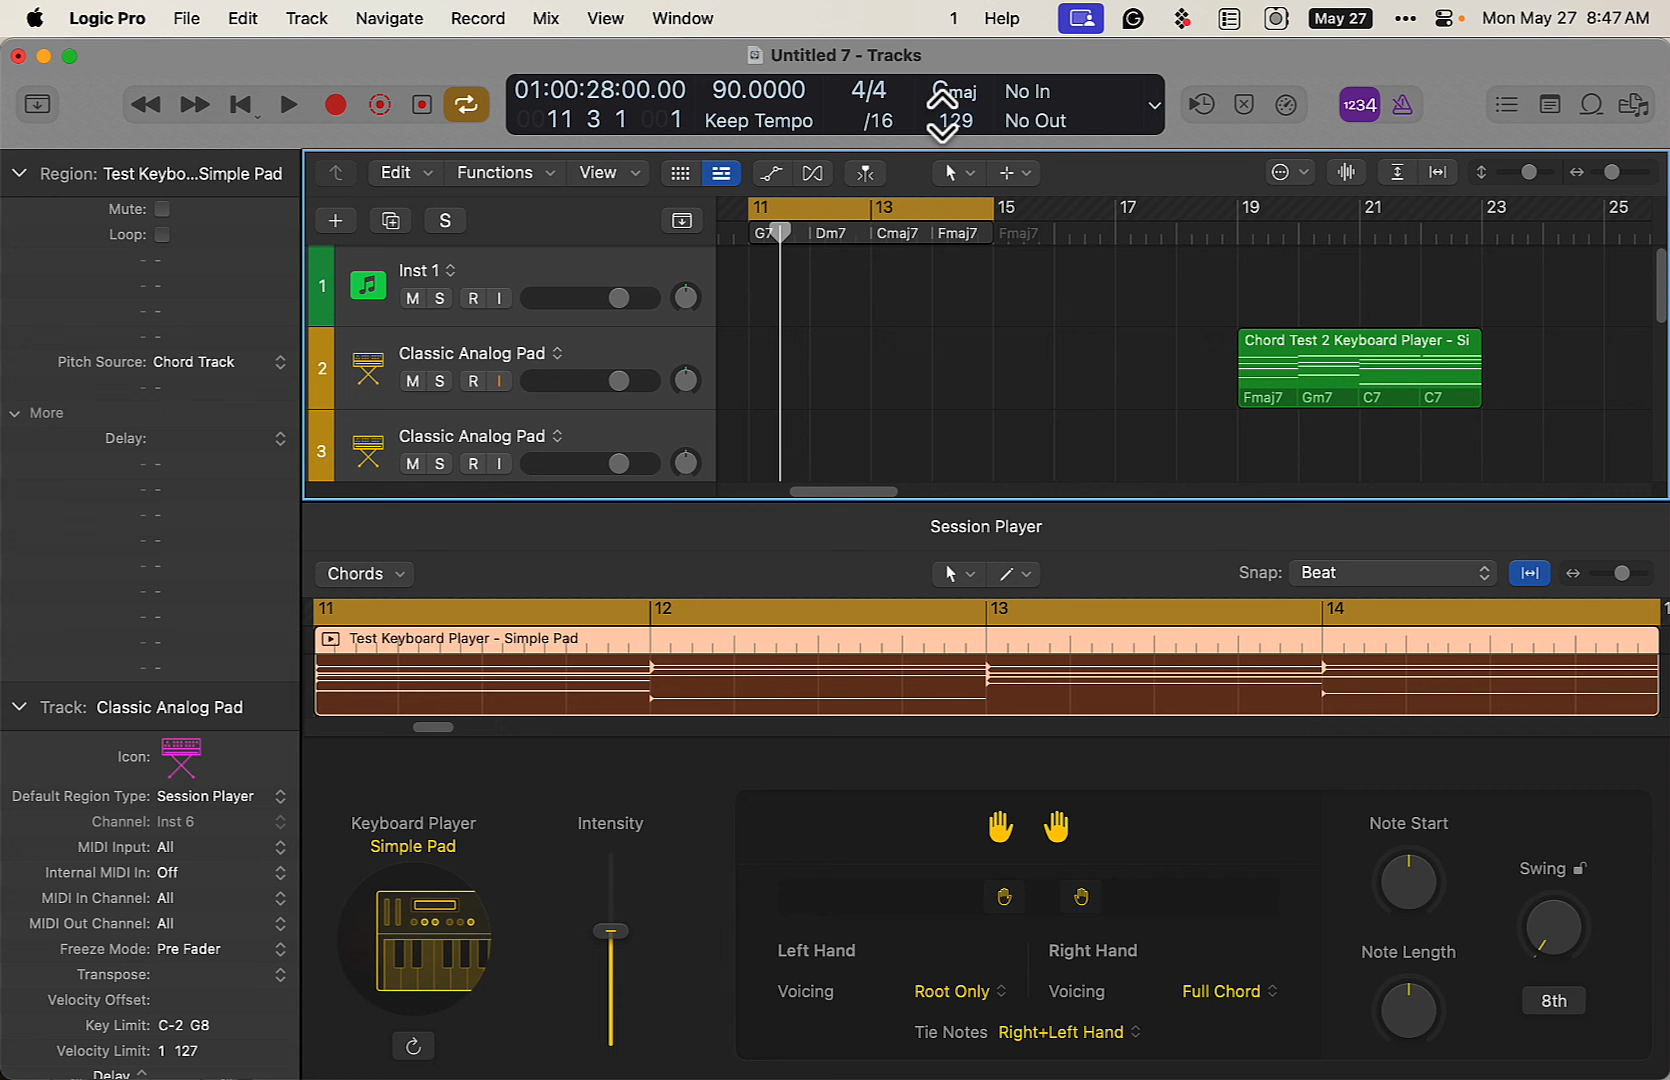 Logic Pro File Edit Track Navigate Record Mix View Window 1 Help May 27 Mon May 27 8:47 AM
Untitled 7 - Tracks
01:00:28:00.00 90.0000 4/4 maj No In
0011 3 1 001 Keep Tempo /16 129 No Out
1234
Region: Test Keybo...Simple Pad
Edit Functions View
Mute:
Loop:
S
11 13 15 17 19 21 23 25
G7 Dm7 Cmaj7 Fmaj7 Fmaj7
1 Inst 1
M S R I
Pitch Source: Chord Track
2 Classic Analog Pad
M S R I
Chord Test 2 Keyboard Player - Si
Fmaj7 Gm7 C7 C7
More
Delay:
3 Classic Analog Pad
M S R I
Session Player
Chords
Snap: Beat
11 12 13 14 1
Test Keyboard Player - Simple Pad
Track: Classic Analog Pad
Icon:
Default Region Type: Session Player
Channel: Inst 6
MIDI Input: All
Internal MIDI In: Off
MIDI In Channel: All
MIDI Out Channel: All
Freeze Mode: Pre Fader
Transpose:
Velocity Offset:
Key Limit: C-2 G8
Velocity Limit: 1 127
Delay
Keyboard Player
Simple Pad
Intensity
Left Hand Right Hand
Voicing Root Only Voicing Full Chord
Tie Notes Right+Left Hand
Note Start
Note Length
Swing
8th